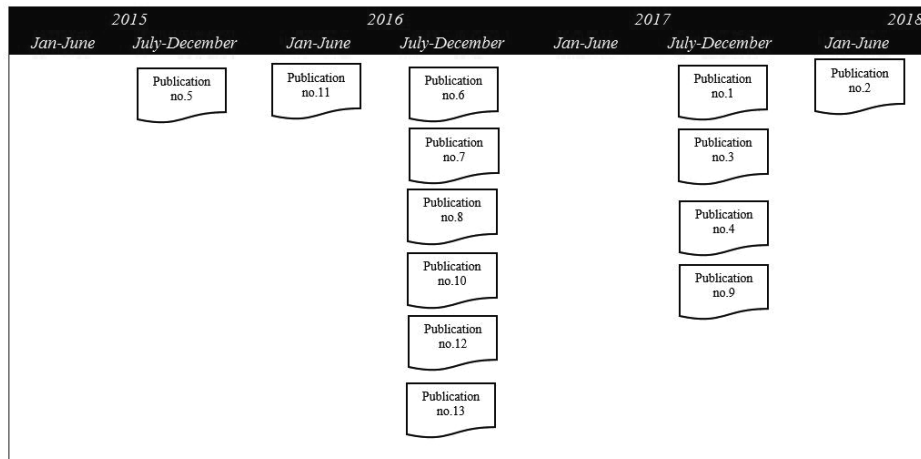 2015 2016 2017 2018
Jan-June July-December Jan-June July-December Jan-June July-December Jan-June
Publication
no.5
Publication
no.11
Publication
no.6
Publication
no.1
Publication
no.2
Publication
no.7
Publication
no.3
Publication
no.8
Publication
no.4
Publication
no.10
Publication
no.9
Publication
no.12
Publication
no.13